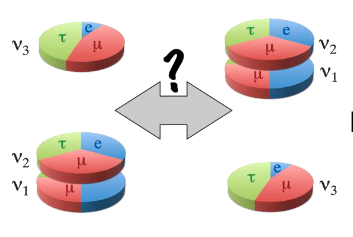 ν₃ τ e μ
τ e μ ν₂
μ ν₁
?
ν₂ τ e μ
ν₁ μ
τ e μ ν₃